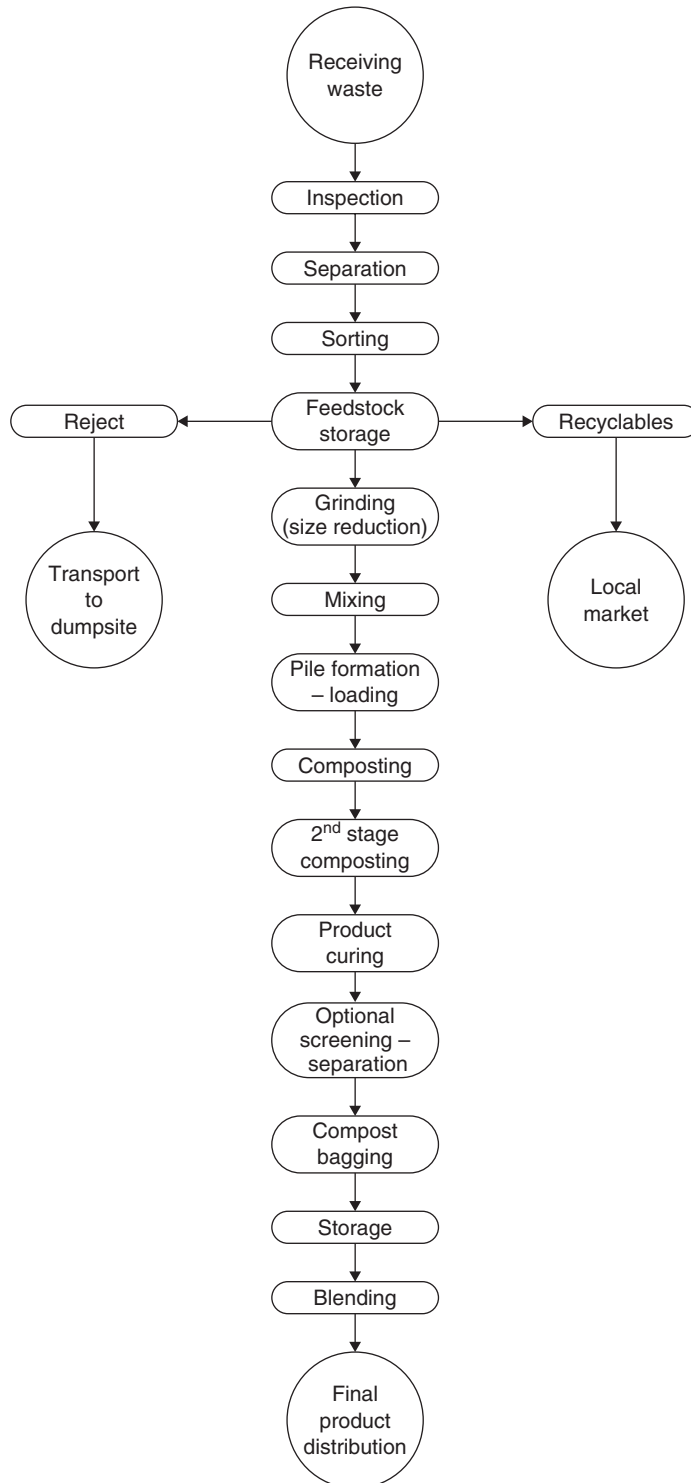 Receiving
waste
Inspection
Separation
Sorting
Reject
Feedstock
storage
Recyclables
Grinding
(size reduction)
Transport
to
dumpsite
Mixing
Local
market
Pile formation
– loading
Composting
2nd stage
composting
Product
curing
Optional
screening –
separation
Compost
bagging
Storage
Blending
Final
product
distribution